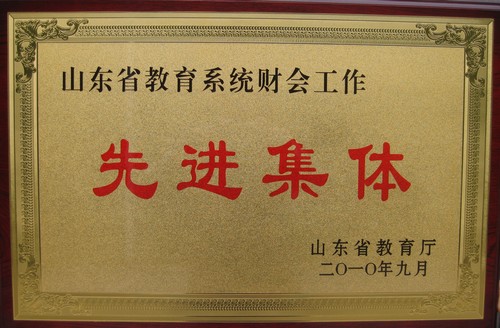 山东省教育系统财会工作
先进集体
山东省教育厅
二〇一〇年九月